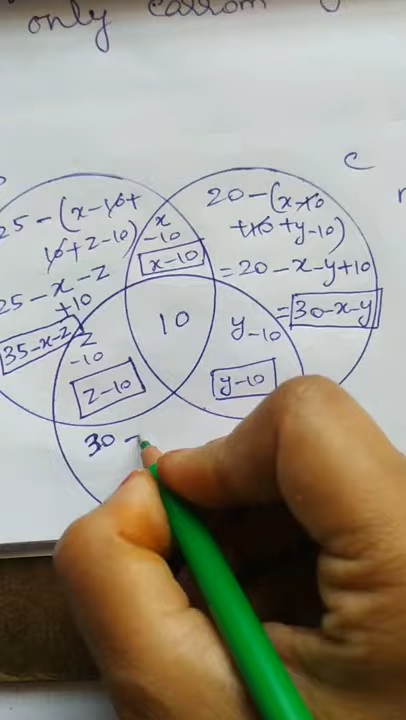 only carrom
C
25 - (x - 10 +
10 + z - 10)
25 - x - z
+ 10
35 - x - z
x
- 10
x - 10
20 - (x - 10
+ 10 + y - 10)
= 20 - x - y + 10
= 30 - x - y
10
z
- 10
z - 10
y - 10
y - 10
30 -